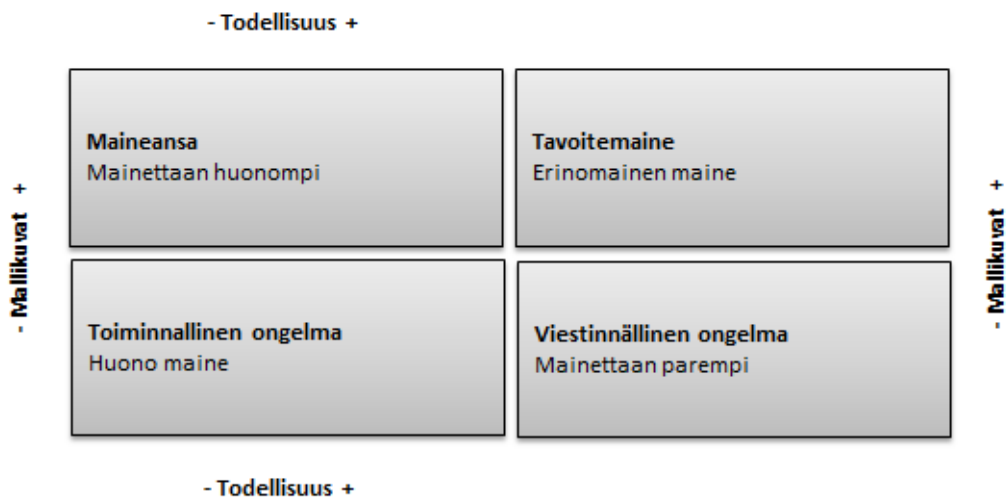 - Todellisuus +
Maineansa
Mainettaan huonompi
Tavoitemaine
Erinomainen maine
- Mallikuvat +
- Mallikuvat +
Toiminnallinen ongelma
Huono maine
Viestinnällinen ongelma
Mainettaan parempi
- Todellisuus +